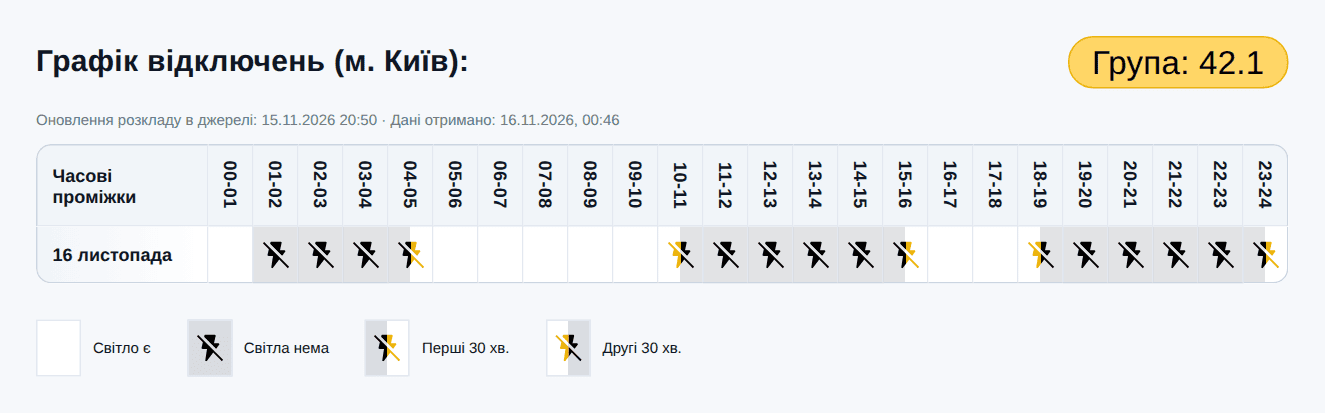 Графік відключень (м. Київ):
Група: 42.1
Оновлення розкладу в джерелі: 15.11.2026 20:50 · Дані отримано: 16.11.2026, 00:46
Часові
проміжки
00-01
01-02
02-03
03-04
04-05
05-06
06-07
07-08
08-09
09-10
10-11
11-12
12-13
13-14
14-15
15-16
16-17
17-18
18-19
19-20
20-21
21-22
22-23
23-24
16 листопада
Світло є
Світла нема
Перші 30 хв.
Другі 30 хв.